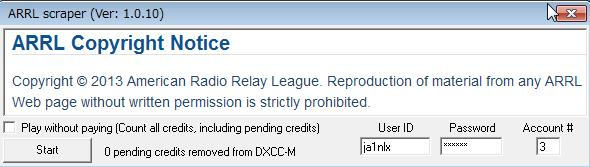 ARRL scraper (Ver: 1.0.10)
ARRL Copyright Notice
Copyright © 2013 American Radio Relay League. Reproduction of material from any ARRL
Web page without written permission is strictly prohibited.
Play without paying (Count all credits, including pending credits)
User ID Password Account #
Start 0 pending credits removed from DXCC-M ja1nlx ****** 3